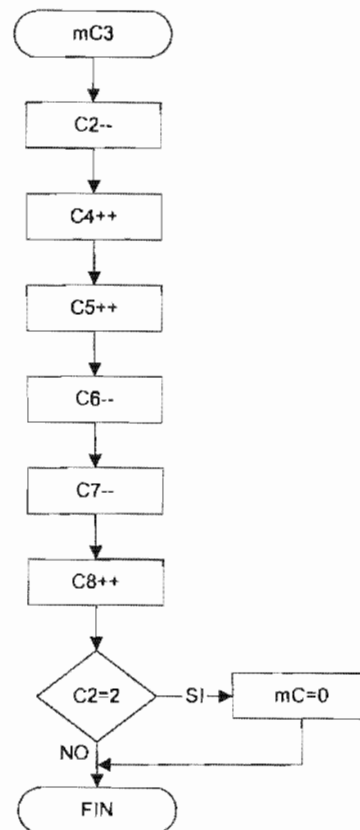 mC3
C2--
C4++
C5++
C6--
C7--
C8++
C2=2
SI
mC=0
NO
FIN